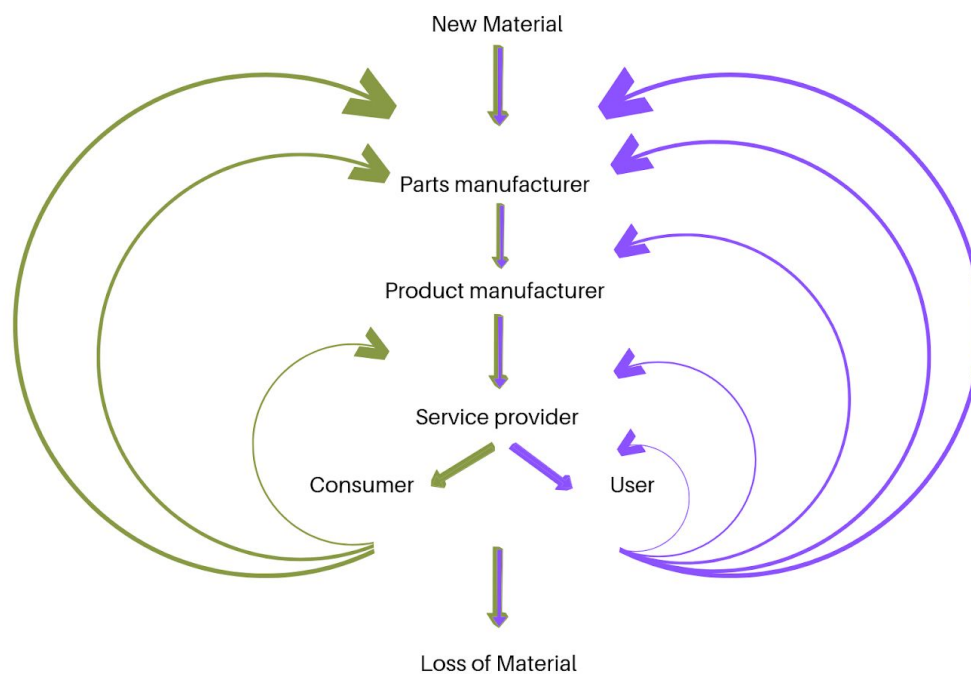 New Material
Parts manufacturer
Product manufacturer
Service provider
Consumer
User
Loss of Material